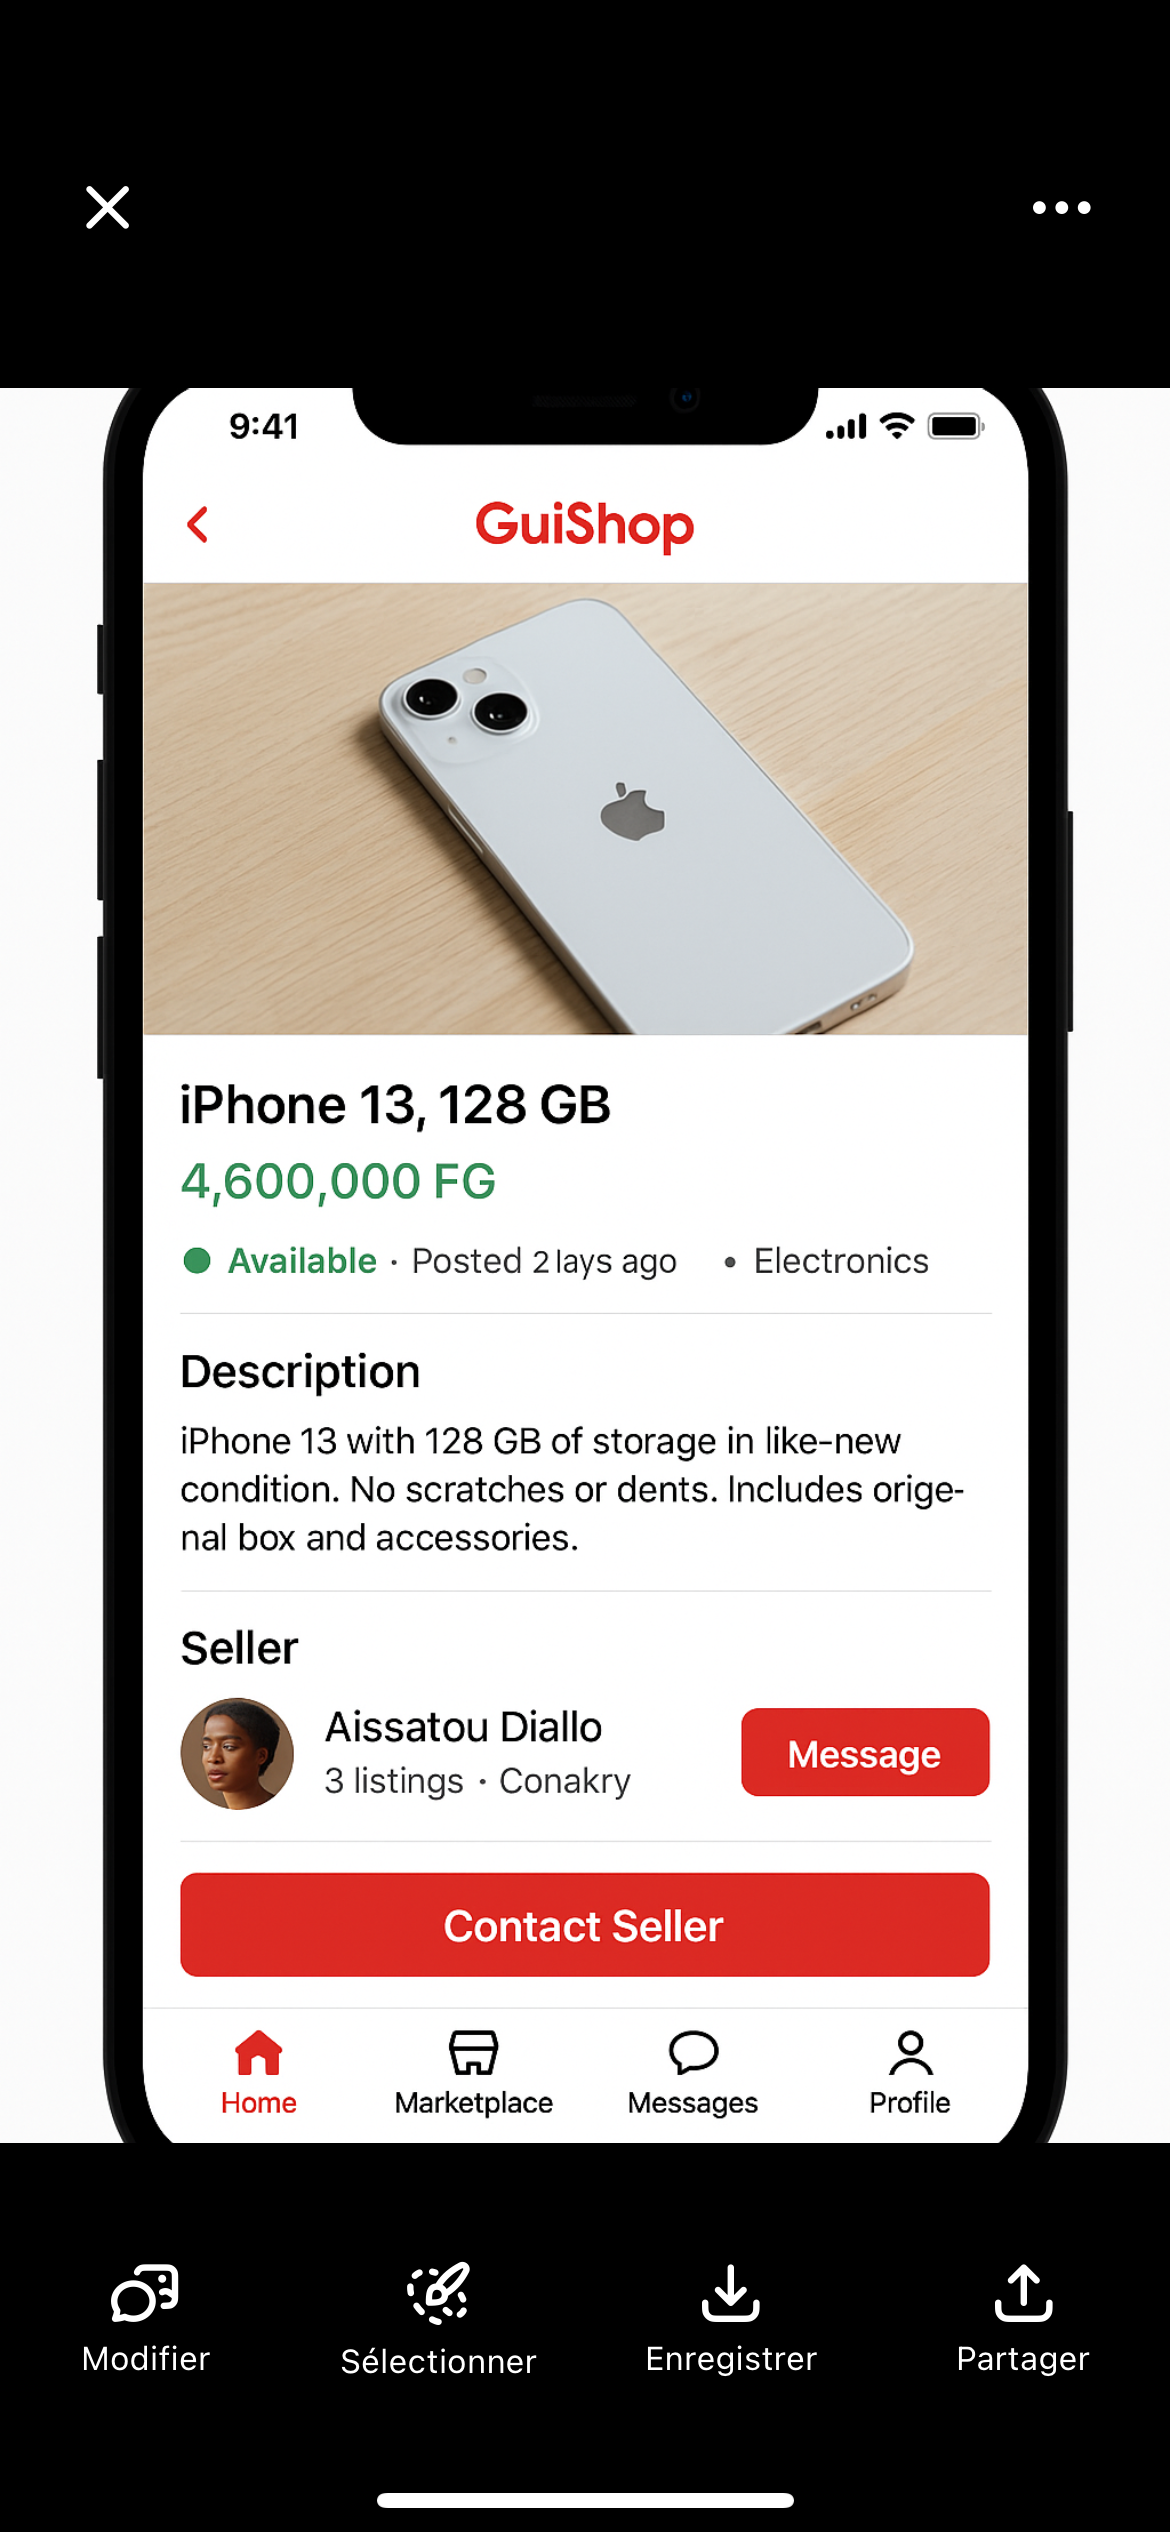 9:41
GuiShop
iPhone 13, 128 GB
4,600,000 FG
Available · Posted 2 lays ago • Electronics
Description
iPhone 13 with 128 GB of storage in like-new
condition. No scratches or dents. Includes orige-
nal box and accessories.
Seller
Aissatou Diallo
3 listings · Conakry
Message
Contact Seller
Home Marketplace Messages Profile
Modifier Sélectionner Enregistrer Partager